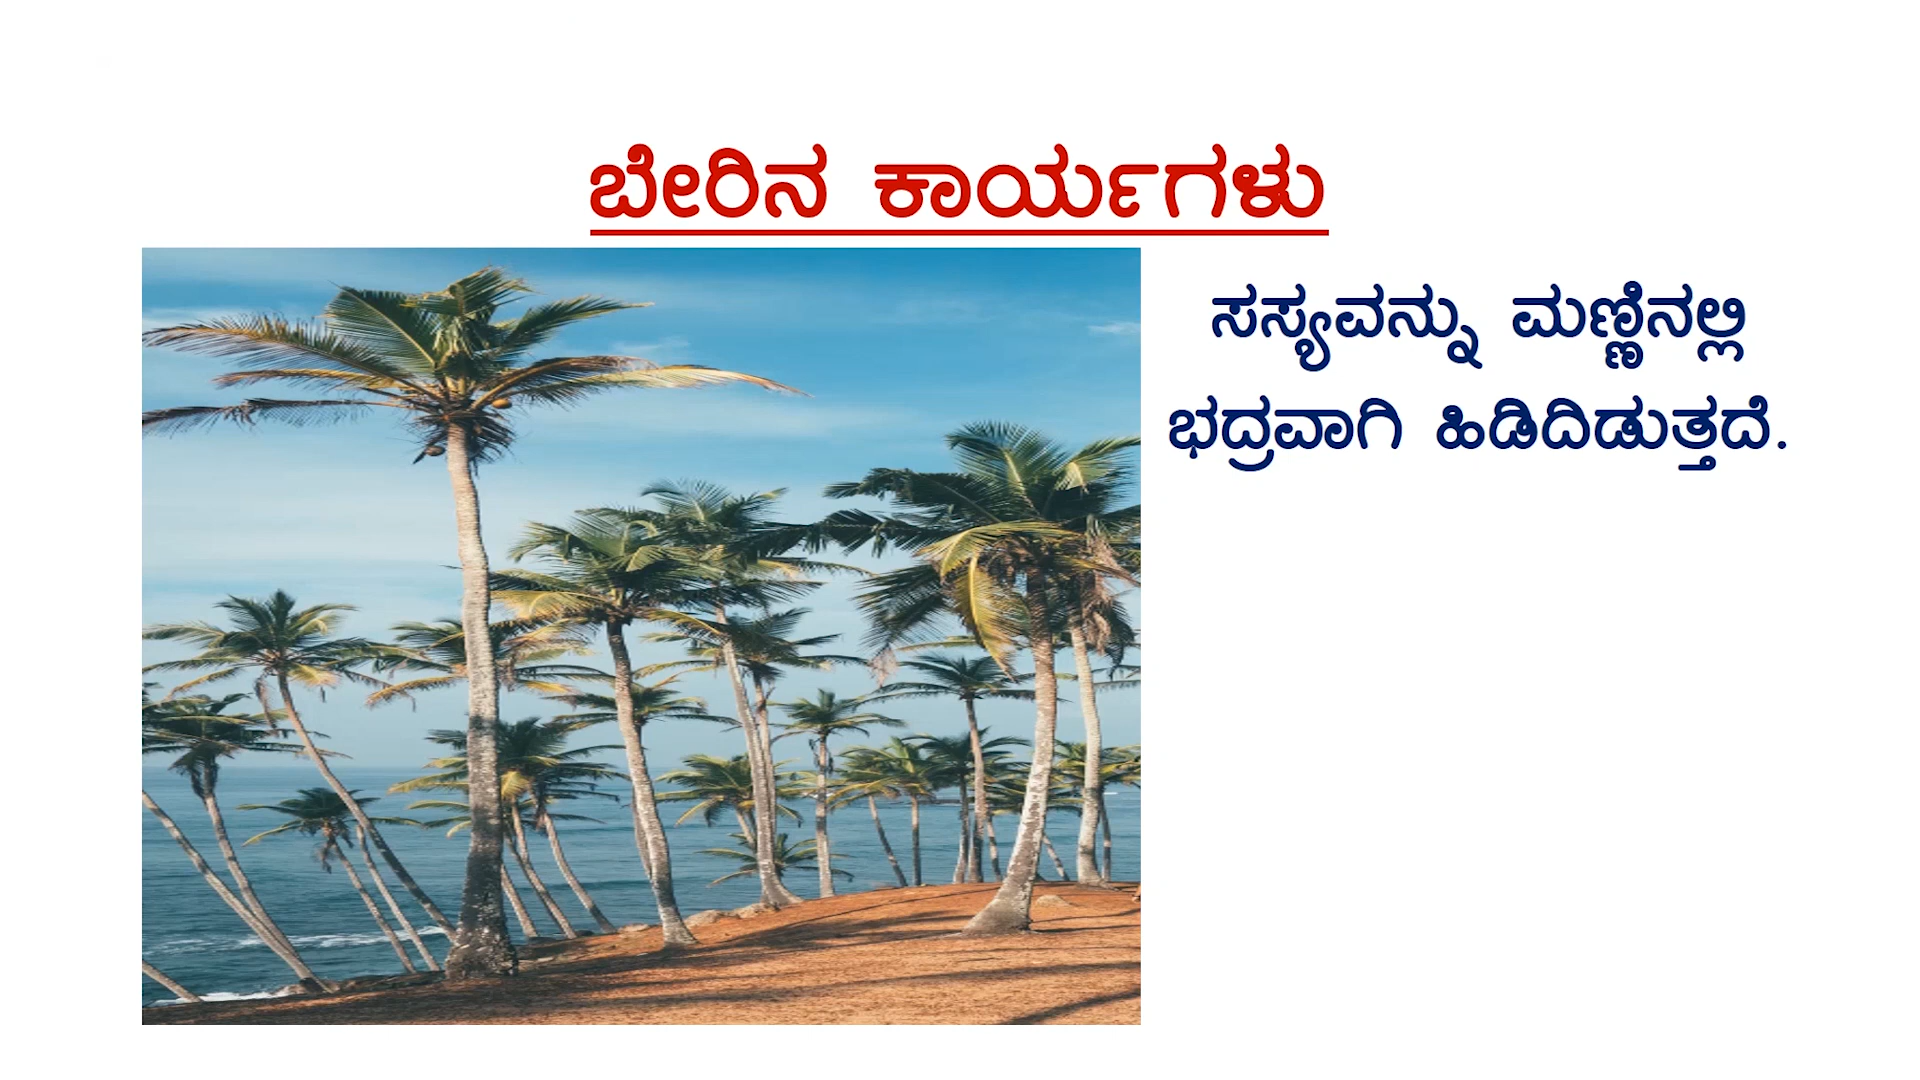 ಬೇರಿನ ಕಾರ್ಯಗಳು
ಸಸ್ಯವನ್ನು ಮಣ್ಣಿನಲ್ಲಿ
ಭದ್ರವಾಗಿ ಹಿಡಿದಿಡುತ್ತದೆ.